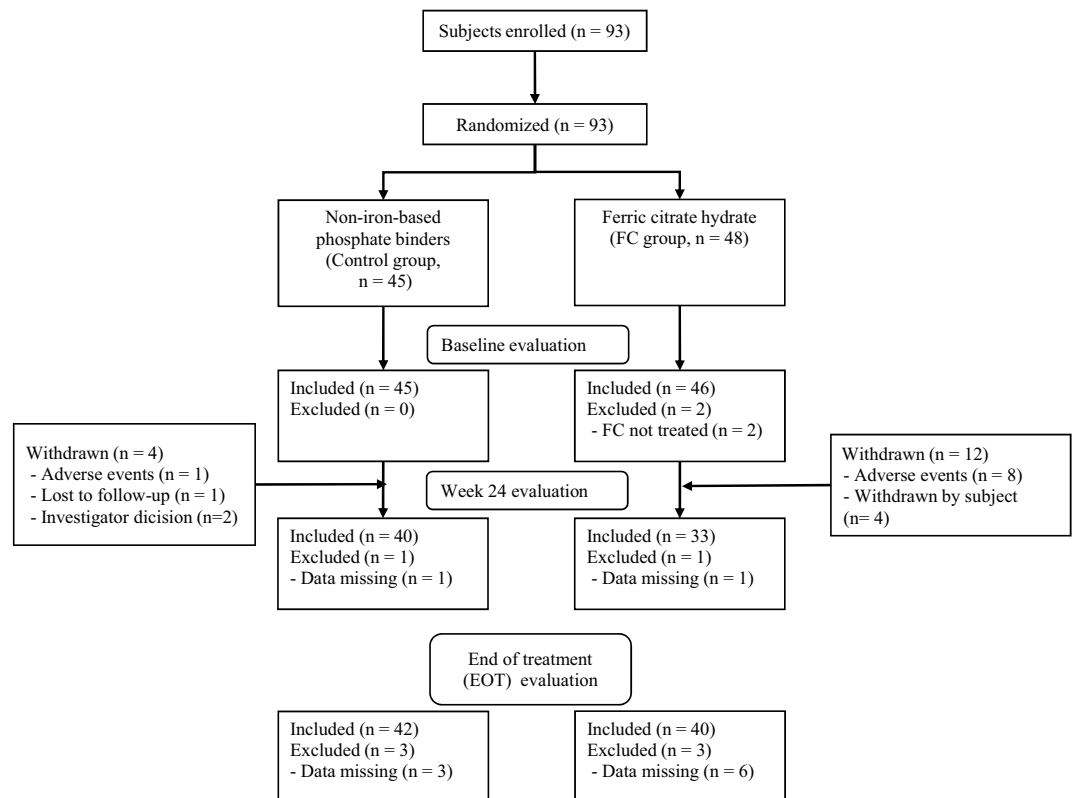 Subjects enrolled (n = 93)
Randomized (n = 93)
Non-iron-based
phosphate binders
(Control group,
n = 45)
Ferric citrate hydrate
(FC group, n = 48)
Baseline evaluation
Included (n = 45)
Excluded (n = 0)
Included (n = 46)
Excluded (n = 2)
- FC not treated (n = 2)
Withdrawn (n = 4)
- Adverse events (n = 1)
- Lost to follow-up (n = 1)
- Investigator dicision (n=2)
Week 24 evaluation
Withdrawn (n = 12)
- Adverse events (n = 8)
- Withdrawn by subject
(n= 4)
Included (n = 40)
Excluded (n = 1)
- Data missing (n = 1)
Included (n = 33)
Excluded (n = 1)
- Data missing (n = 1)
End of treatment
(EOT) evaluation
Included (n = 42)
Excluded (n = 3)
- Data missing (n = 3)
Included (n = 40)
Excluded (n = 3)
- Data missing (n = 6)